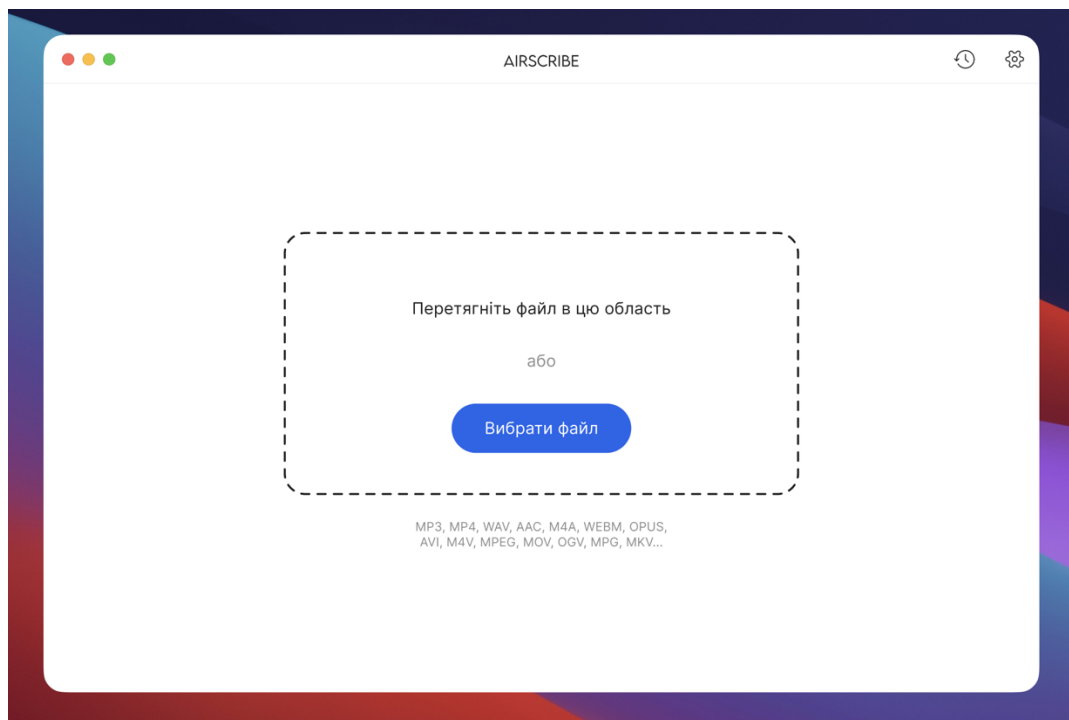 AIRSCRIBE
Перетягніть файл в цю область
або
Вибрати файл
MP3, MP4, WAV, AAC, M4A, WEBM, OPUS,
AVI, M4V, MPEG, MOV, OGV, MPG, MKV...